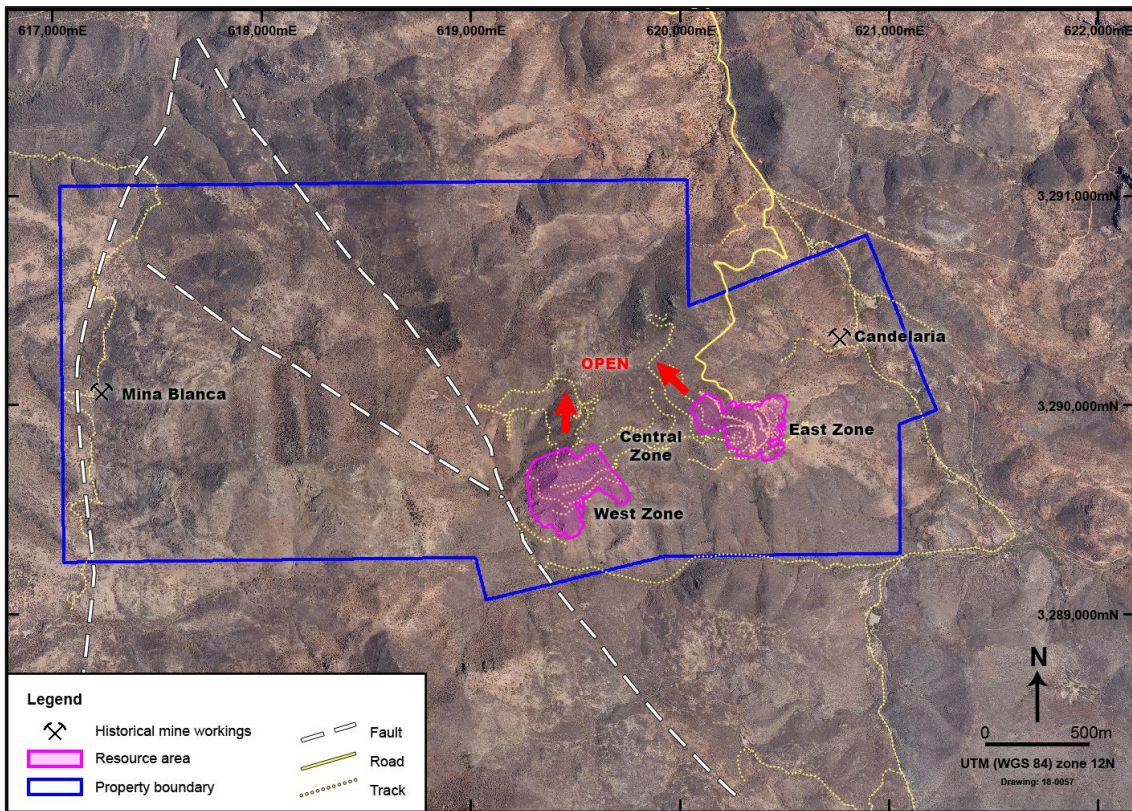 617,000mE
618,000mE
619,000mE
620,000mE
621,000mE
622,000mE
3,291,000mN
Candelaria
OPEN
Mina Blanca
3,290,000mN
East Zone
Central
Zone
West Zone
3,289,000mN
N
0 500m
UTM (WGS 84) zone 12N
Drawing: 18-0057
Legend
Historical mine workings
Resource area
Property boundary
Fault
Road
Track